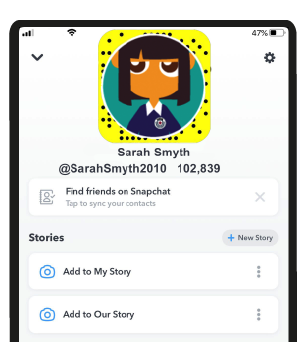 47%
Sarah Smyth
@SarahSmyth2010 102,839
Find friends on Snapchat
Tap to sync your contacts
Stories
+ New Story
Add to My Story
Add to Our Story